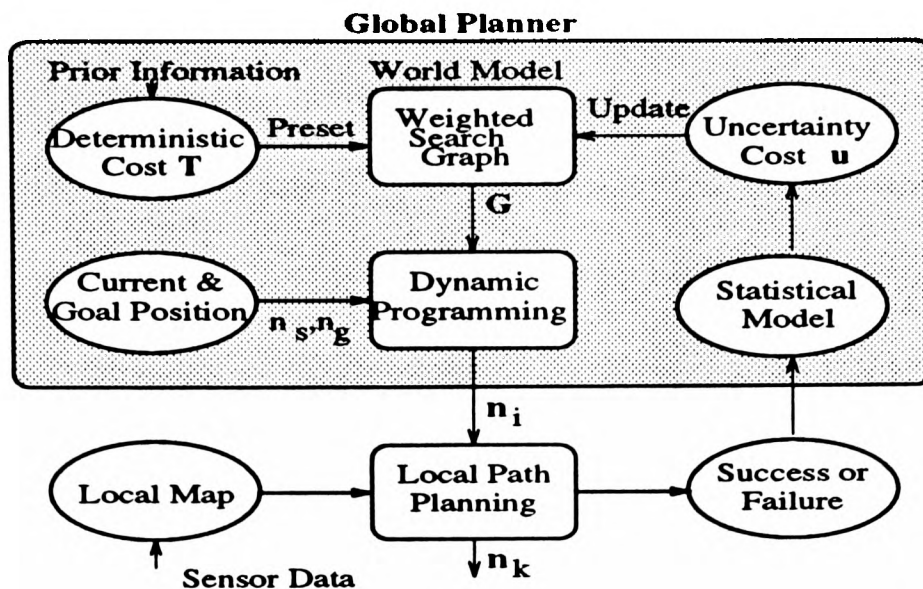 Global Planner
Prior Information
World Model
Deterministic
Cost T
Preset
Weighted
Search
Graph
Update
Uncertainty
Cost u
G
Current &
Goal Position
n s,n g
Dynamic
Programming
Statistical
Model
n i
Local Map
Local Path
Planning
Success or
Failure
Sensor Data
n k